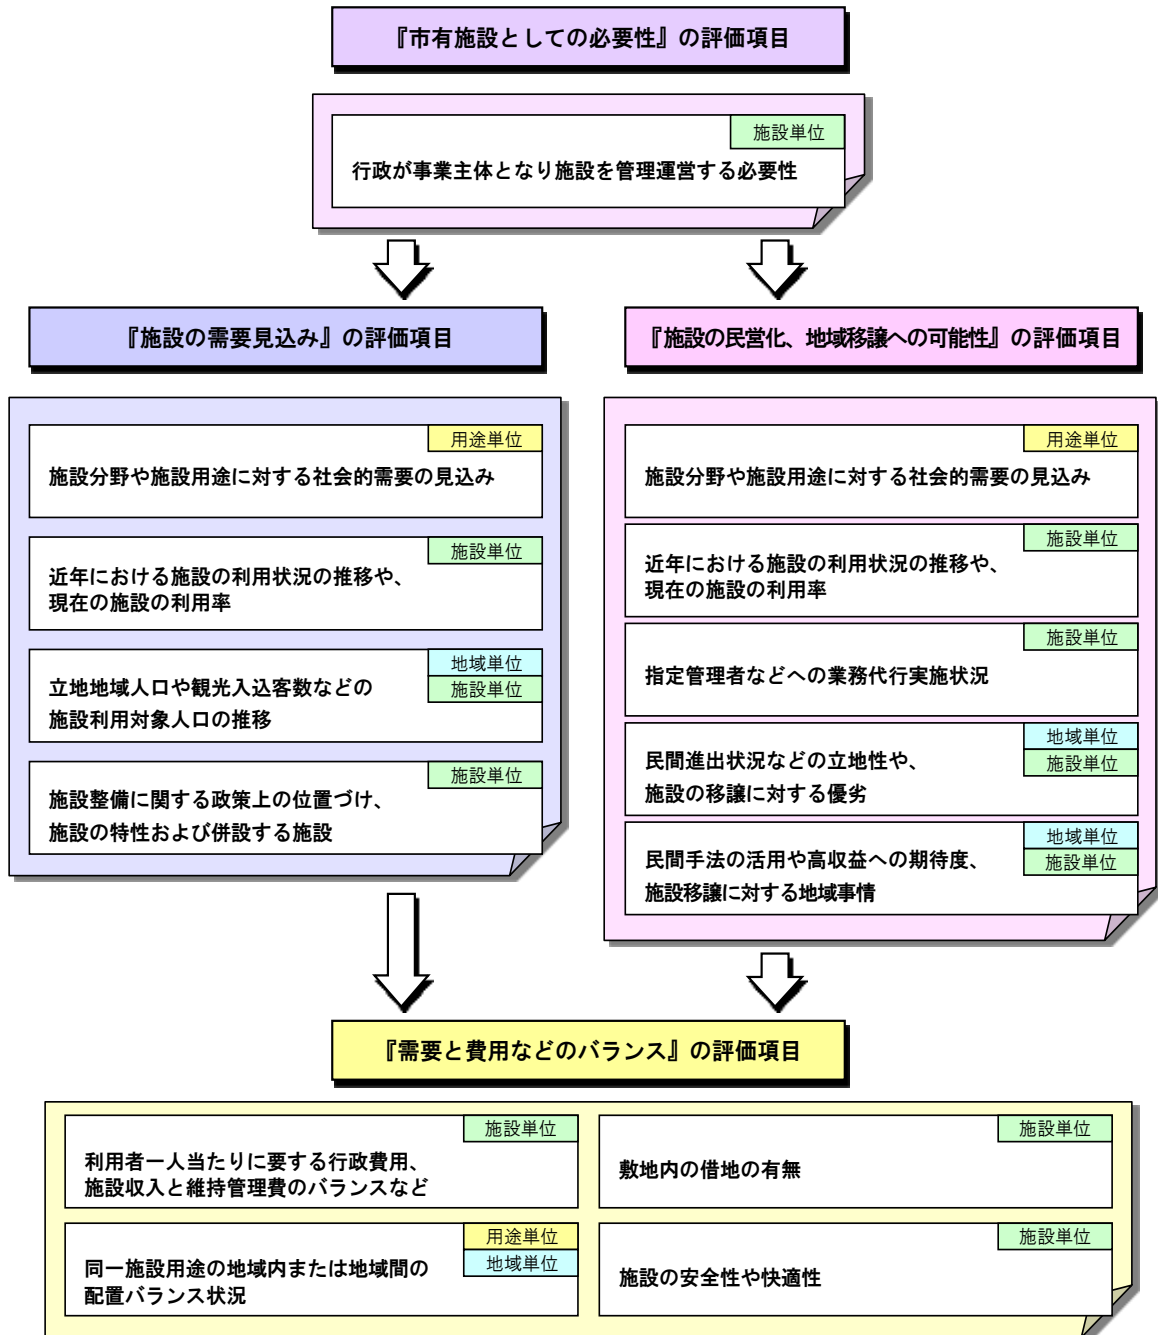 『市有施設としての必要性』の評価項目
施設単位
行政が事業主体となり施設を管理運営する必要性
『施設の需要見込み』の評価項目
用途単位
施設分野や施設用途に対する社会的需要の見込み
施設単位
近年における施設の利用状況の推移や、
現在の施設の利用率
地域単位
施設単位
立地地域人口や観光入込客数などの
施設利用対象人口の推移
施設単位
施設整備に関する政策上の位置づけ、
施設の特性および併設する施設
『施設の民営化、地域移譲への可能性』の評価項目
用途単位
施設分野や施設用途に対する社会的需要の見込み
施設単位
近年における施設の利用状況の推移や、
現在の施設の利用率
施設単位
指定管理者などへの業務代行実施状況
地域単位
施設単位
民間進出状況などの立地性や、
施設の移譲に対する優劣
地域単位
施設単位
民間手法の活用や高収益への期待度、
施設移譲に対する地域事情
『需要と費用などのバランス』の評価項目
施設単位
利用者一人当たりに要する行政費用、
施設収入と維持管理費のバランスなど
施設単位
敷地内の借地の有無
用途単位
地域単位
同一施設用途の地域内または地域間の
配置バランス状況
施設単位
施設の安全性や快適性